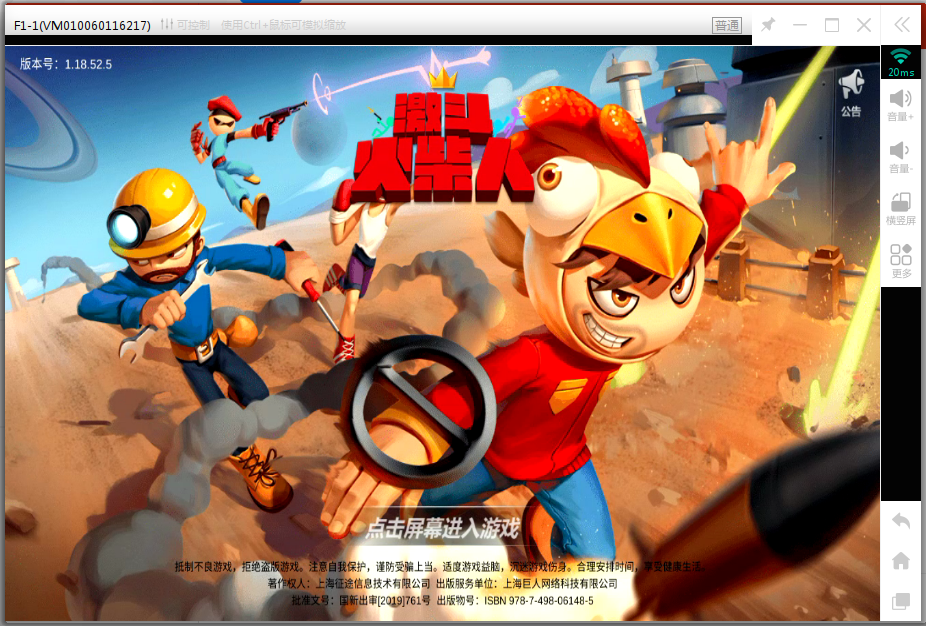 F1-1(VM010060116217) 可控制 使用Ctrl+鼠标可模拟缩放 普通
版本号：1.18.52.5
激斗
火柴人
公告
20ms
音量+
音量-
横竖屏
更多
点击屏幕进入游戏
抵制不良游戏，拒绝盗版游戏。注意自我保护，谨防受骗上当。适度游戏益脑，沉迷游戏伤身。合理安排时间，享受健康生活。
著作权人：上海征途信息技术有限公司 出版服务单位：上海巨人网络科技有限公司
批准文号：国新出审[2019]761号 出版物号：ISBN 978-7-498-06148-5